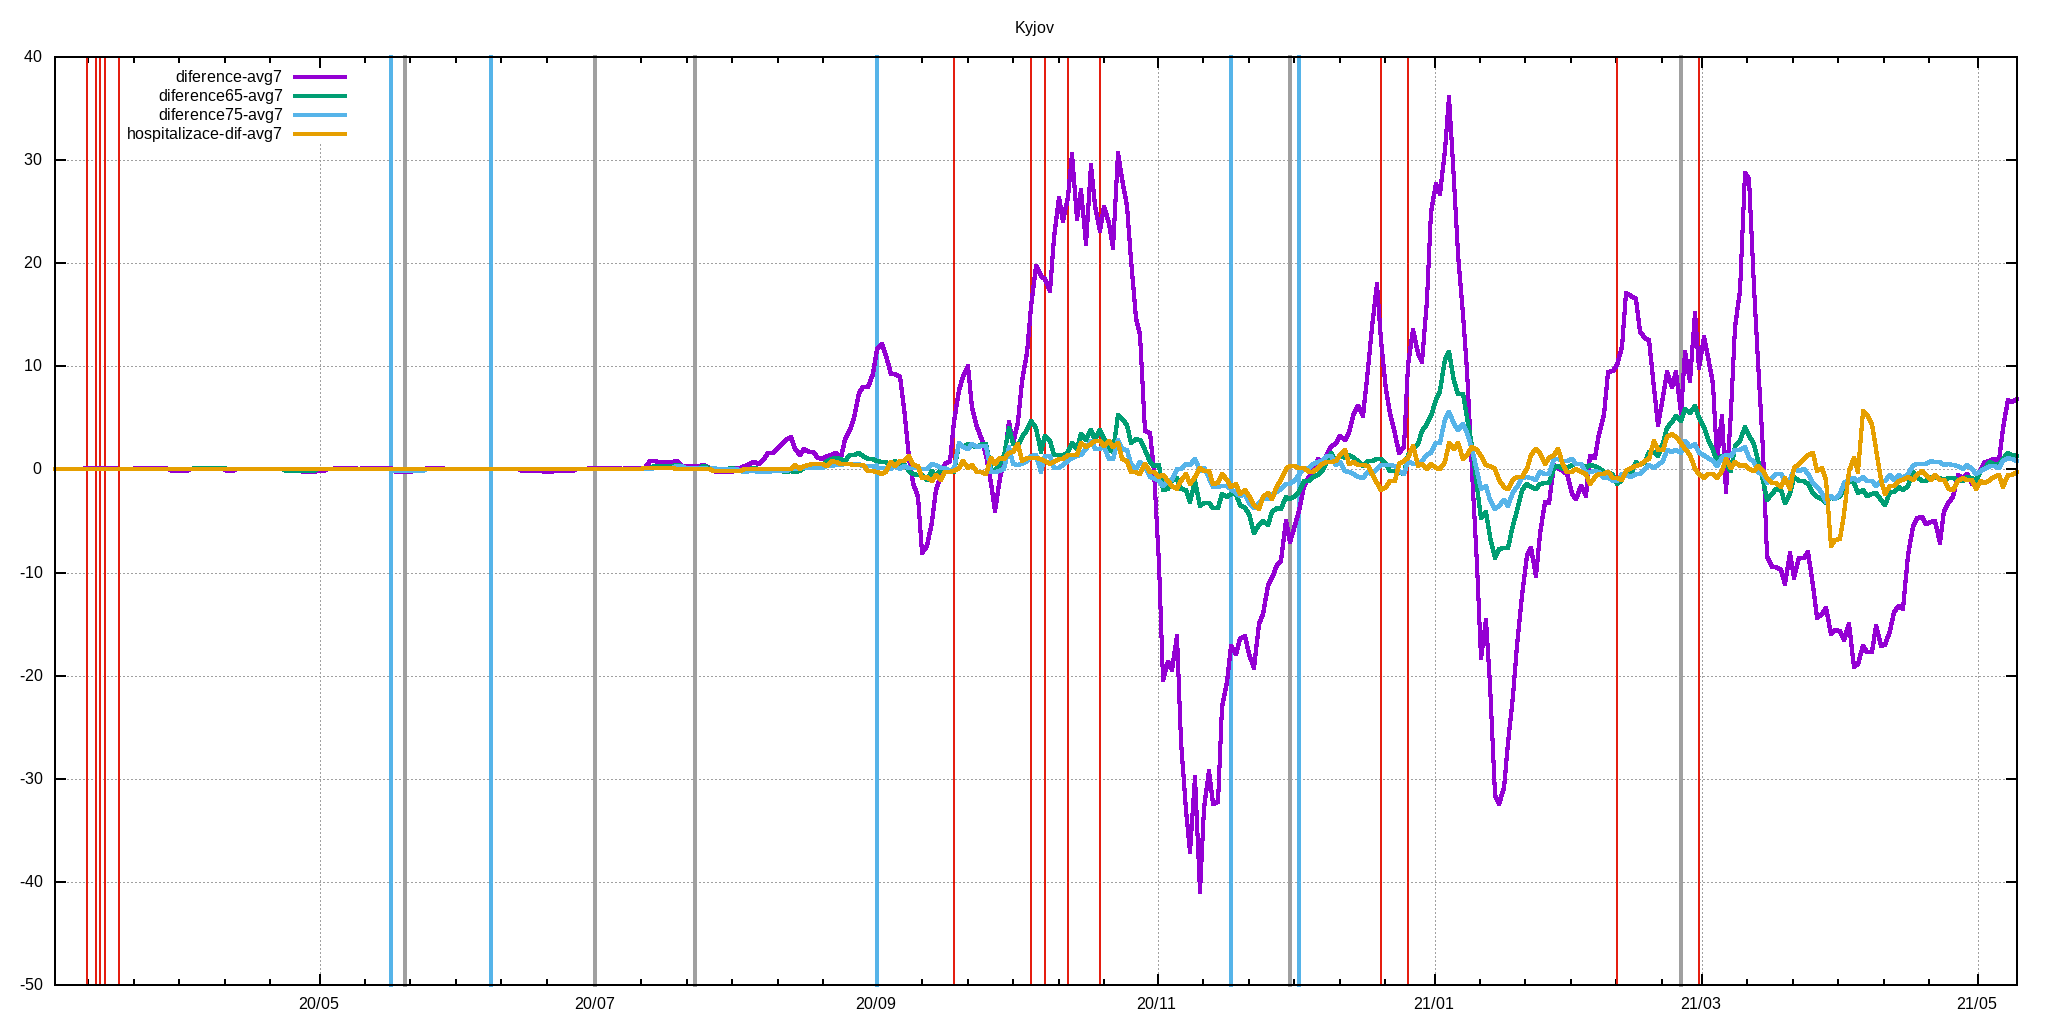 Kyjov
40
30
20
10
0
-10
-20
-30
-40
-50
diference-avg7
diference65-avg7
diference75-avg7
hospitalizace-dif-avg7
20/05 20/07 20/09 20/11 21/01 21/03 21/05